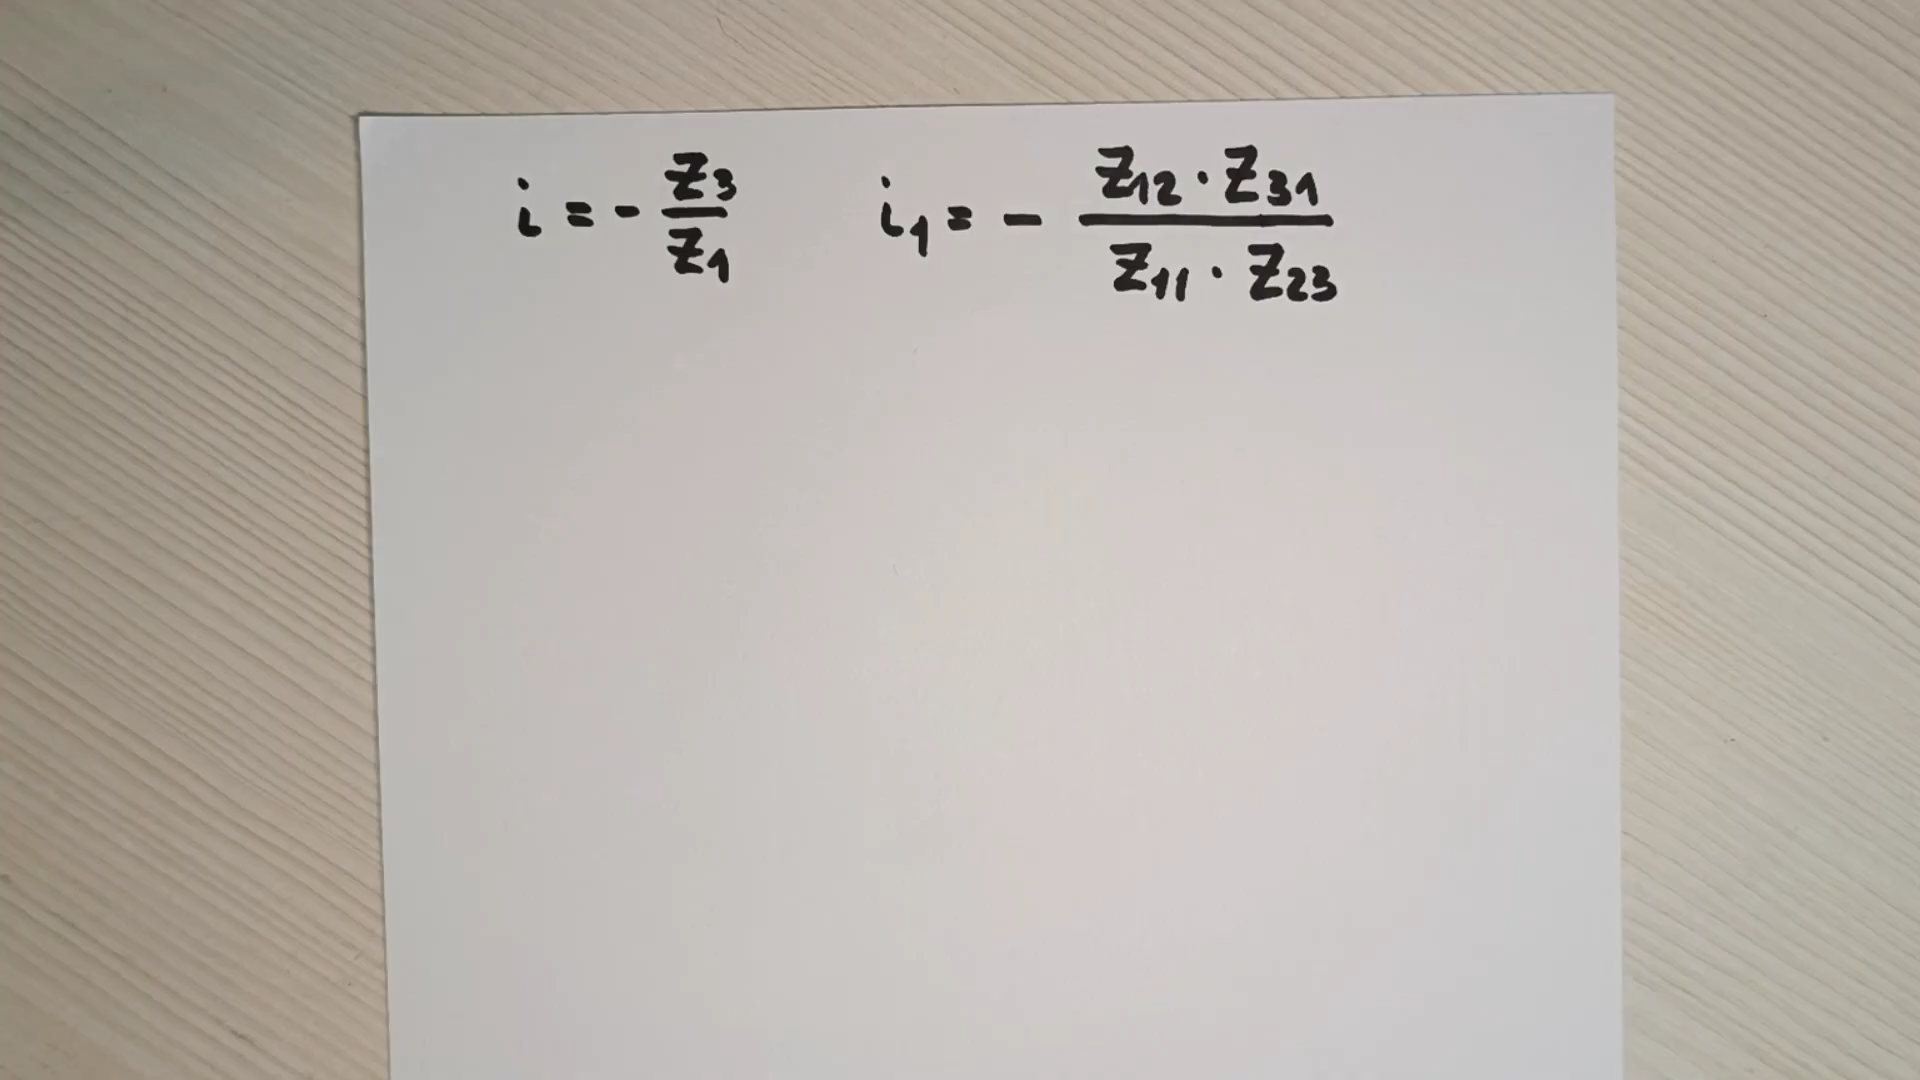 i = - z3/z1    i1 = - (z12 · z31)/(z11 · z23)